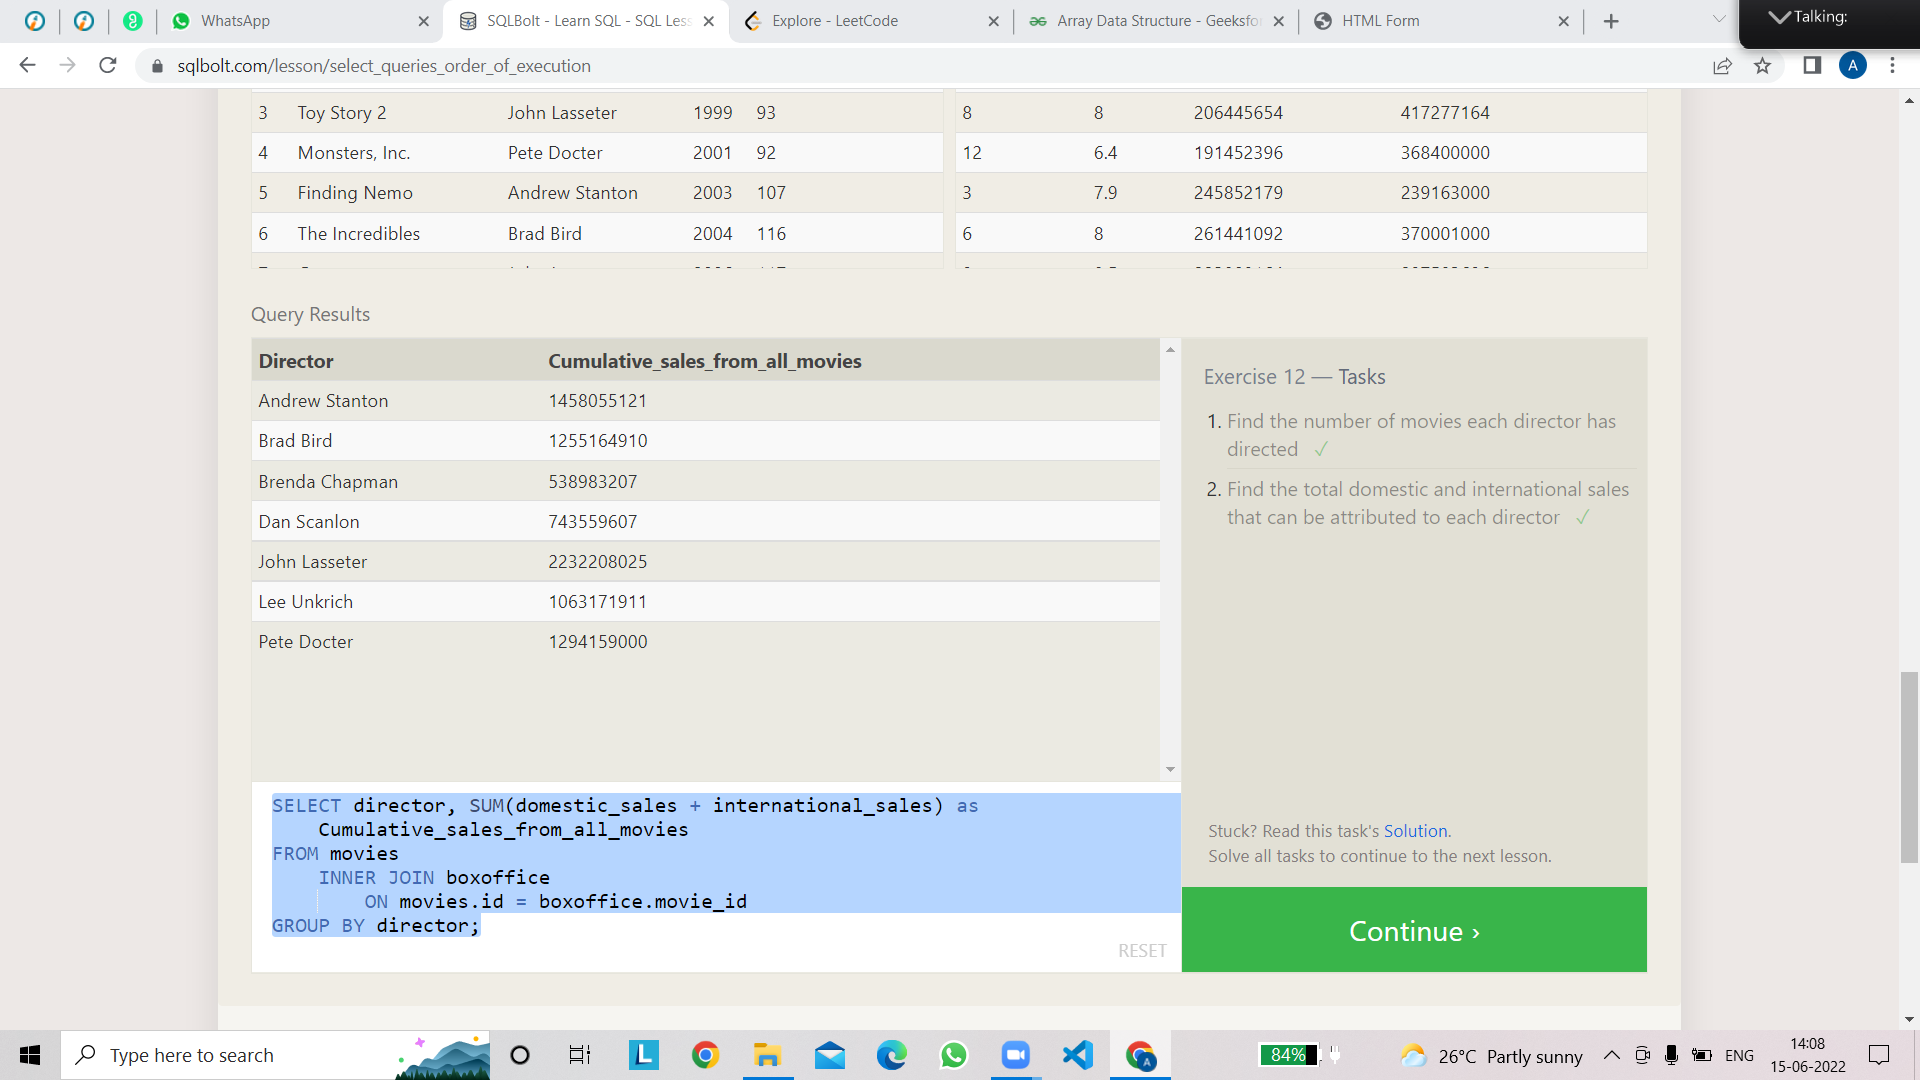 WhatsApp
SQLBolt - Learn SQL - SQL Less
Explore - LeetCode
Array Data Structure - Geeksfor
HTML Form
Talking:
sqlbolt.com/lesson/select_queries_order_of_execution
A
3 Toy Story 2 John Lasseter 1999 93
8 8 206445654 417277164
4 Monsters, Inc. Pete Docter 2001 92
12 6.4 191452396 368400000
5 Finding Nemo Andrew Stanton 2003 107
3 7.9 245852179 239163000
6 The Incredibles Brad Bird 2004 116
6 8 261441092 370001000
Query Results
Director Cumulative_sales_from_all_movies
Andrew Stanton 1458055121
Brad Bird 1255164910
Brenda Chapman 538983207
Dan Scanlon 743559607
John Lasseter 2232208025
Lee Unkrich 1063171911
Pete Docter 1294159000
Exercise 12 — Tasks
1. Find the number of movies each director has
directed ✓
2. Find the total domestic and international sales
that can be attributed to each director ✓
Stuck? Read this task's Solution.
Solve all tasks to continue to the next lesson.
Continue ›
SELECT director, SUM(domestic_sales + international_sales) as
Cumulative_sales_from_all_movies
FROM movies
INNER JOIN boxoffice
ON movies.id = boxoffice.movie_id
GROUP BY director;
RESET
Type here to search
L
A
84%
26°C Partly sunny
ENG
14:08
15-06-2022